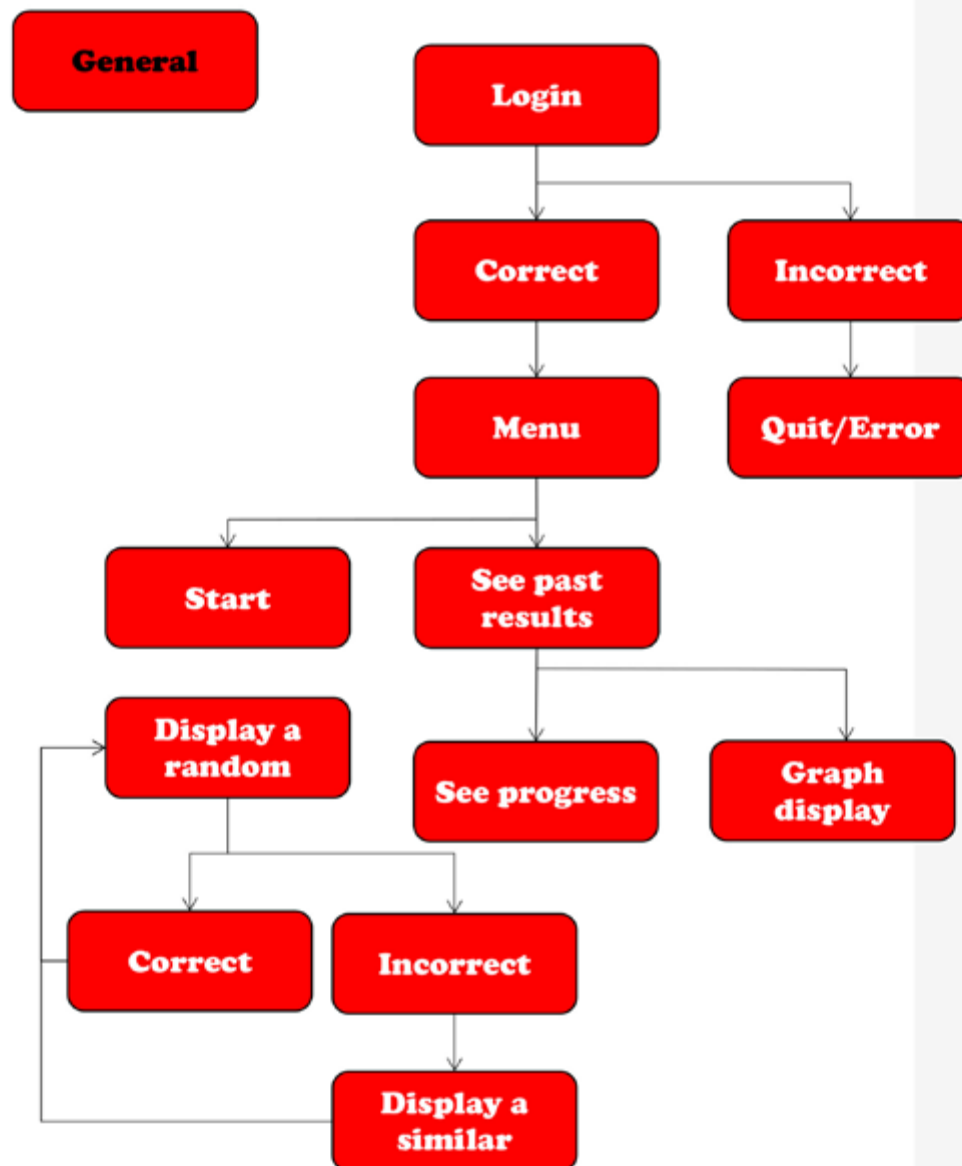 General
Login
Correct
Incorrect
Menu
Quit/Error
Start
See past
results
Display a
random
See progress
Graph
display
Correct
Incorrect
Display a
similar